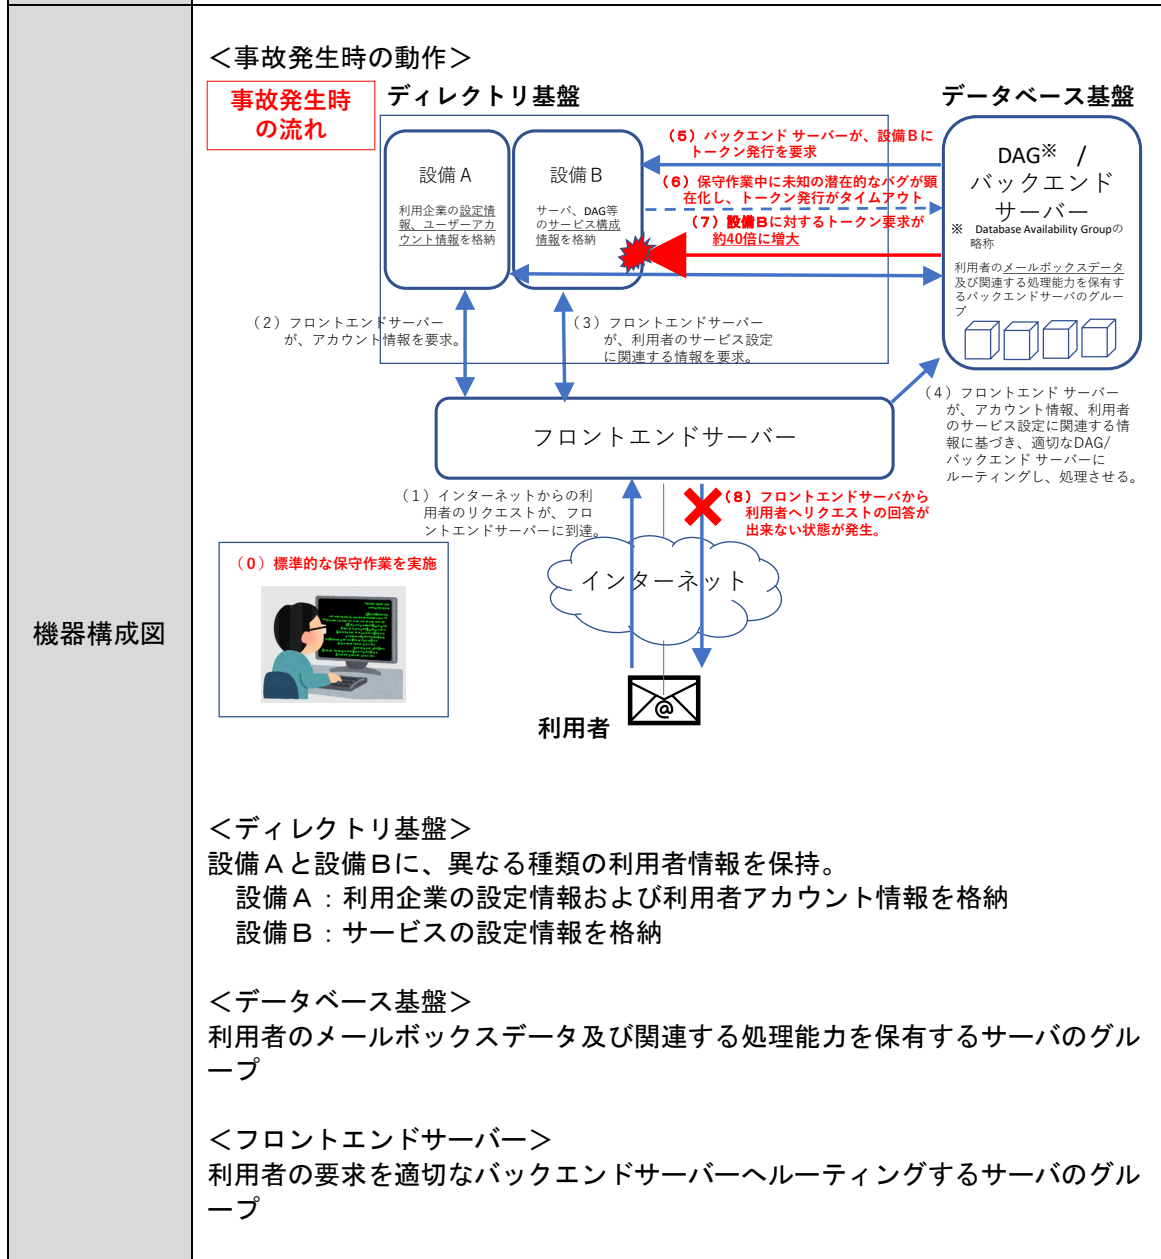 機器構成図
＜事故発生時の動作＞
事故発生時
の流れ
ディレクトリ基盤
データベース基盤
設備A
利用企業の設定情
報、ユーザーアカ
ウント情報を格納
設備B
サーバ、DAG等
のサービス構成
情報を格納
（5）バックエンド サーバーが、設備Bに
トークン発行を要求
（6）保守作業中に未知の潜在的なバグが顕
在化し、トークン発行がタイムアウト
（7）設備Bに対するトークン要求が
約40倍に増大
DAG※　/
バックエンド
サーバー
※　Database Availability Groupの
略称
利用者のメールボックスデータ
及び関連する処理能力を保有す
るバックエンドサーバのグルー
プ
（2）フロントエンドサーバー
が、アカウント情報を要求。
（3）フロントエンドサーバー
が、利用者のサービス設定
に関連する情報を要求。
（4）フロントエンド サーバー
が、アカウント情報、利用者
のサービス設定に関連する情
報に基づき、適切なDAG/
バックエンド サーバーに
ルーティングし、処理させる。
フロントエンドサーバー
（1）インターネットからの利
用者のリクエストが、フロ
ントエンドサーバーに到達。
（8）フロントエンドサーバから
利用者へリクエストの回答が
出来ない状態が発生。
（0）標準的な保守作業を実施
インターネット
@
利用者
＜ディレクトリ基盤＞
設備Ａと設備Ｂに、異なる種類の利用者情報を保持。
設備Ａ：利用企業の設定情報および利用者アカウント情報を格納
設備Ｂ：サービスの設定情報を格納
＜データベース基盤＞
利用者のメールボックスデータ及び関連する処理能力を保有するサーバのグル
ープ
＜フロントエンドサーバー＞
利用者の要求を適切なバックエンドサーバーへルーティングするサーバのグル
ープ